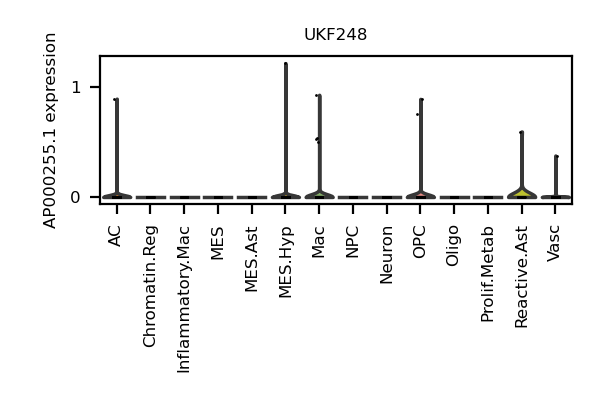 UKF248
AP000255.1 expression
1
0
AC
Chromatin.Reg
Inflammatory.Mac
MES
MES.Ast
MES.Hyp
Mac
NPC
Neuron
OPC
Oligo
Prolif.Metab
Reactive.Ast
Vasc